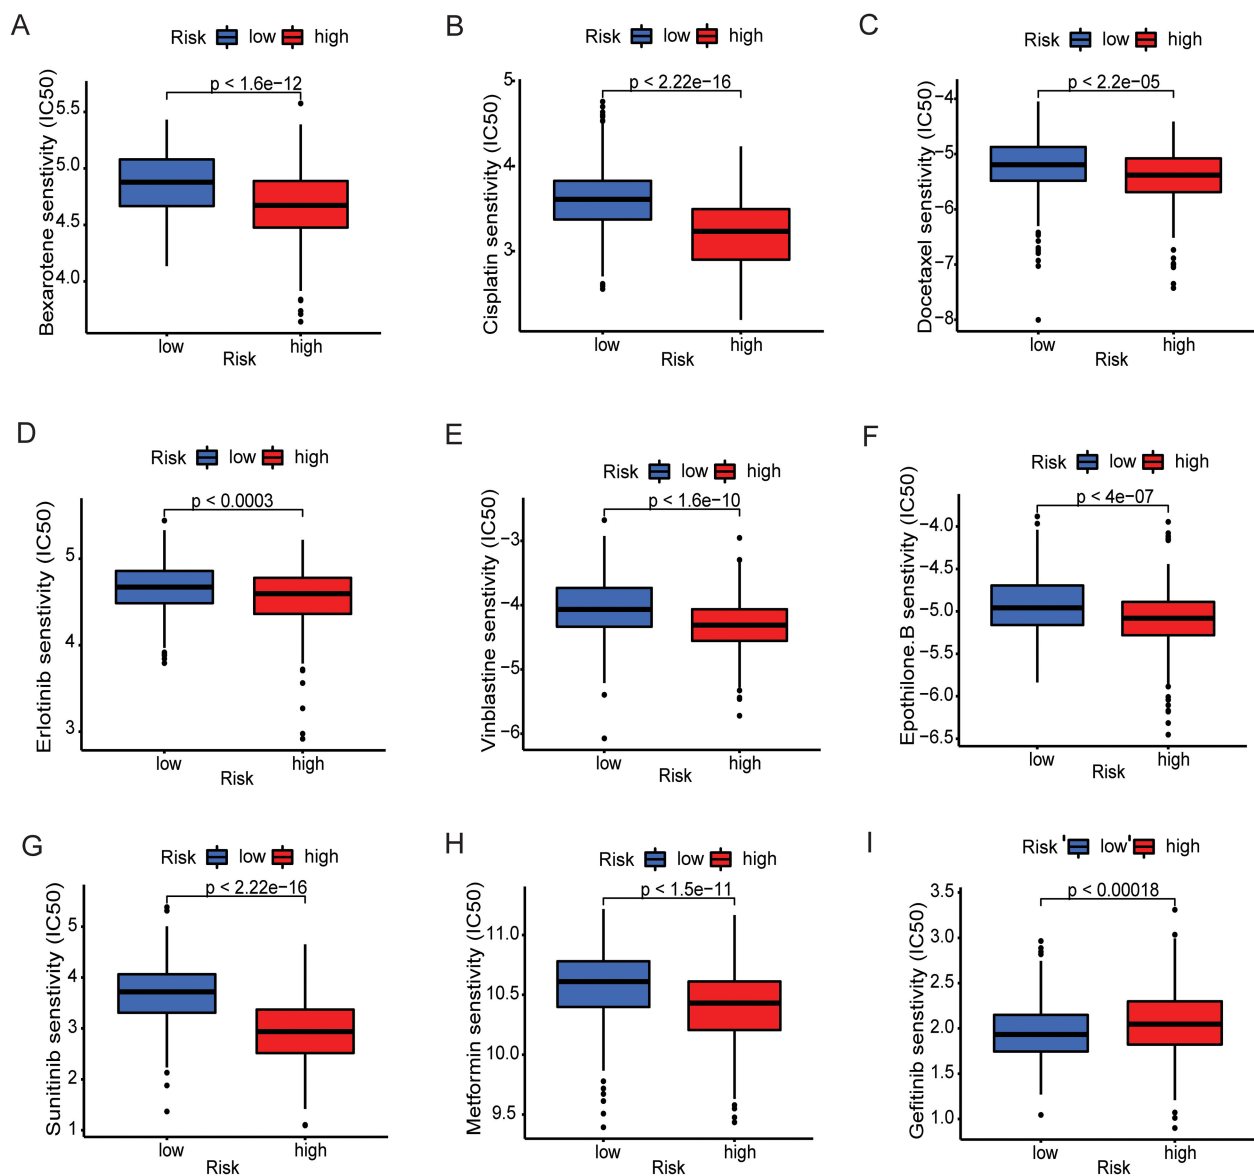 A
Risk low high
p < 1.6e−12
Bexarotene senstivity (IC50)
5.5
5.0
4.5
4.0
low high
Risk
B
Risk low high
p < 2.22e−16
Cisplatin senstivity (IC50)
5
4
3
low high
Risk
C
Risk low high
p < 2.2e−05
Docetaxel senstivity (IC50)
−4
−5
−6
−7
−8
low high
Risk
D
Risk low high
p < 0.0003
Erlotinib senstivity (IC50)
5
4
3
low high
Risk
E
Risk low high
p < 1.6e−10
Vinblastine senstivity (IC50)
−3
−4
−5
−6
low high
Risk
F
Risk low high
p < 4e−07
Epothilone.B senstivity (IC50)
−4.0
−4.5
−5.0
−5.5
−6.0
−6.5
low high
Risk
G
Risk low high
p < 2.22e−16
Sunitinib senstivity (IC50)
5
4
3
2
1
low high
Risk
H
Risk low high
p < 1.5e−11
Metformin senstivity (IC50)
11.0
10.5
10.0
9.5
low high
Risk
I
Risk low high
p < 0.00018
Gefitinib senstivity (IC50)
3.5
3.0
2.5
2.0
1.5
1.0
low high
Risk